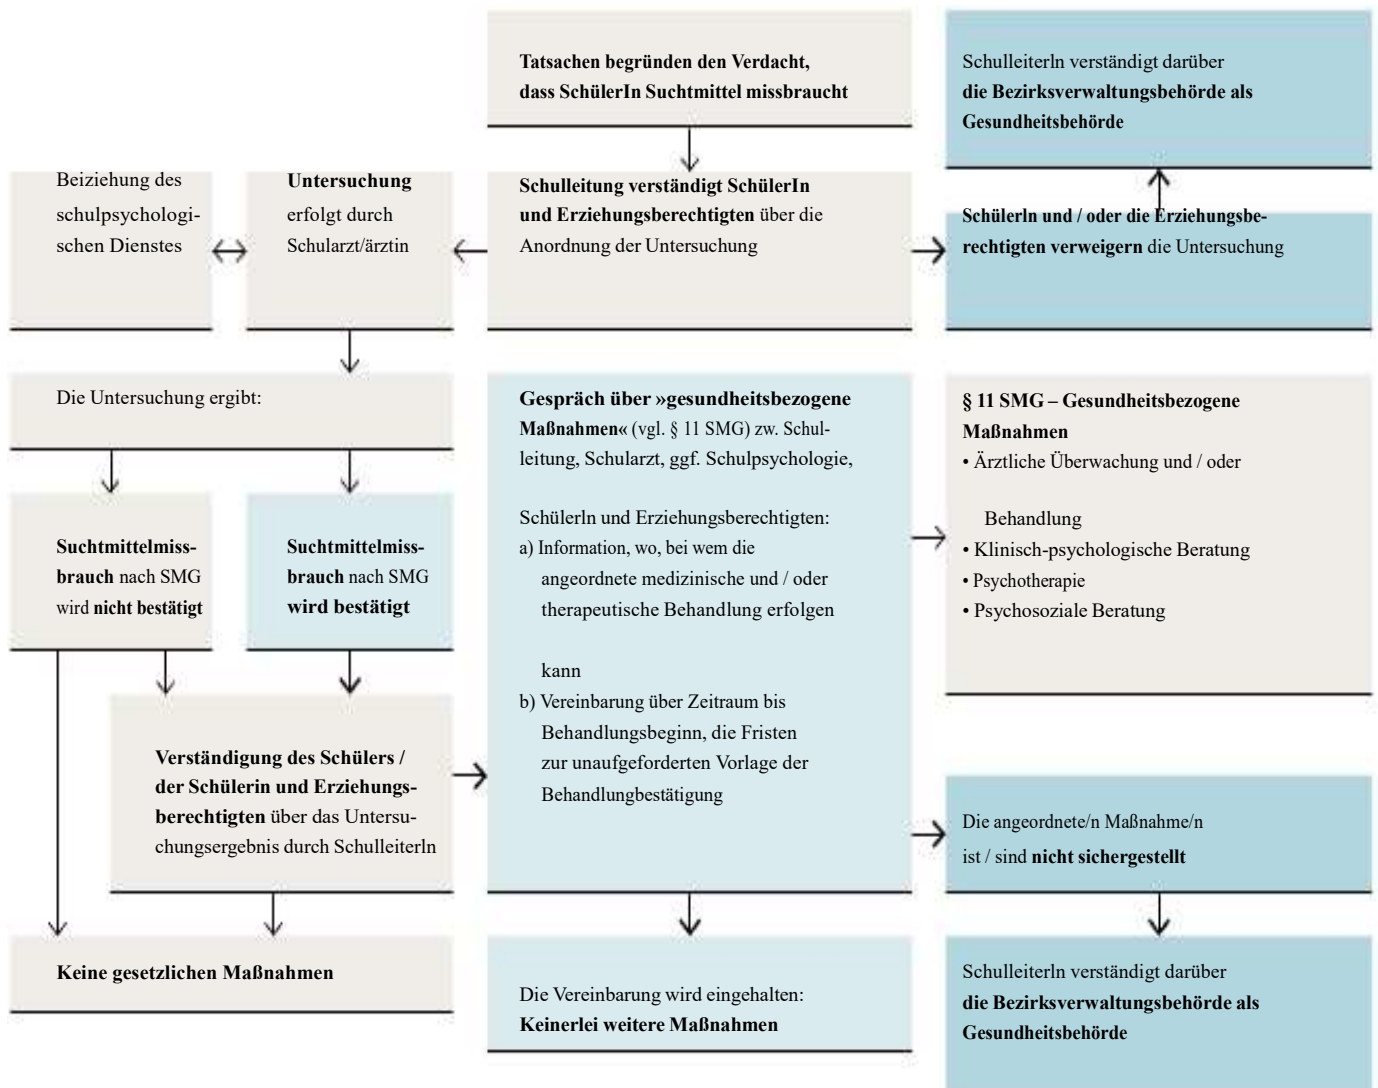 Tatsachen begründen den Verdacht,
dass SchülerIn Suchtmittel missbraucht
SchulleiterIn verständigt darüber
die Bezirksverwaltungsbehörde als
Gesundheitsbehörde
Beiziehung des
schulpsychologi-
schen Dienstes
Untersuchung
erfolgt durch
Schularzt/ärztin
Schulleitung verständigt SchülerIn
und Erziehungsberechtigten über die
Anordnung der Untersuchung
SchülerIn und / oder die Erziehungsbe-
rechtigten verweigern die Untersuchung
Die Untersuchung ergibt:
Suchtmittelmiss-
brauch nach SMG
wird nicht bestätigt
Suchtmittelmiss-
brauch nach SMG
wird bestätigt
Verständigung des Schülers /
der Schülerin und Erziehungs-
berechtigten über das Untersu-
chungsergebnis durch SchulleiterIn
Keine gesetzlichen Maßnahmen
Gespräch über »gesundheitsbezogene
Maßnahmen« (vgl. § 11 SMG) zw. Schul-
leitung, Schularzt, ggf. Schulpsychologie,
SchülerIn und Erziehungsberechtigten:
a) Information, wo, bei wem die
angeordnete medizinische und / oder
therapeutische Behandlung erfolgen
kann
b) Vereinbarung über Zeitraum bis
Behandlungsbeginn, die Fristen
zur unaufgeforderten Vorlage der
Behandlungbestätigung
Die Vereinbarung wird eingehalten:
Keinerlei weitere Maßnahmen
§ 11 SMG – Gesundheitsbezogene
Maßnahmen
• Ärztliche Überwachung und / oder
Behandlung
• Klinisch-psychologische Beratung
• Psychotherapie
• Psychosoziale Beratung
Die angeordnete/n Maßnahme/n
ist / sind nicht sichergestellt
SchulleiterIn verständigt darüber
die Bezirksverwaltungsbehörde als
Gesundheitsbehörde